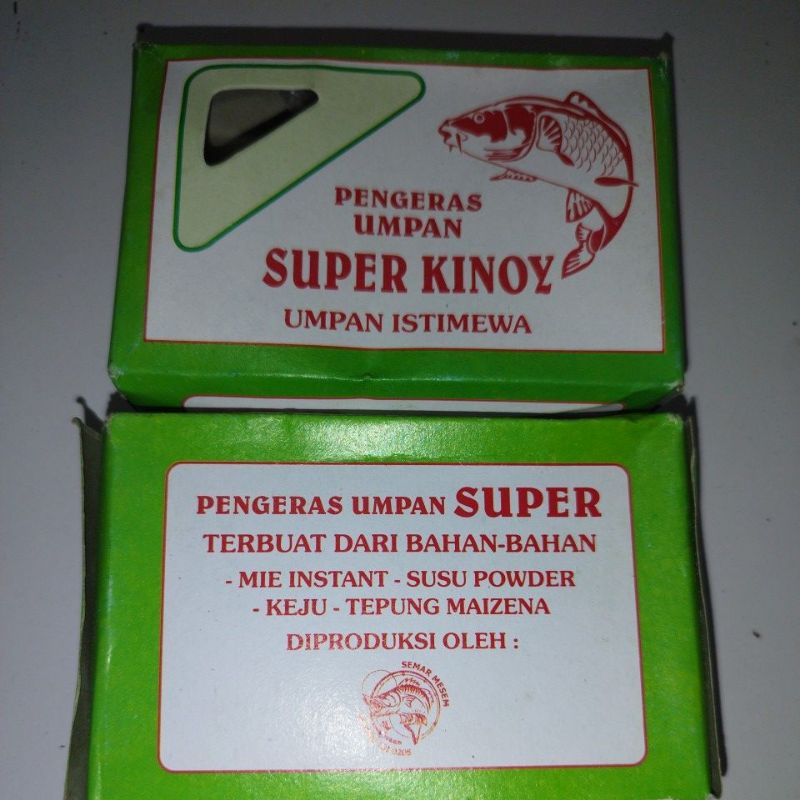 PENGERAS
UMPAN
SUPER KINOY
UMPAN ISTIMEWA
PENGERAS UMPAN SUPER
TERBUAT DARI BAHAN-BAHAN
- MIE INSTANT - SUSU POWDER
- KEJU - TEPUNG MAIZENA
DIPRODUKSI OLEH :
SEMAR MESEM